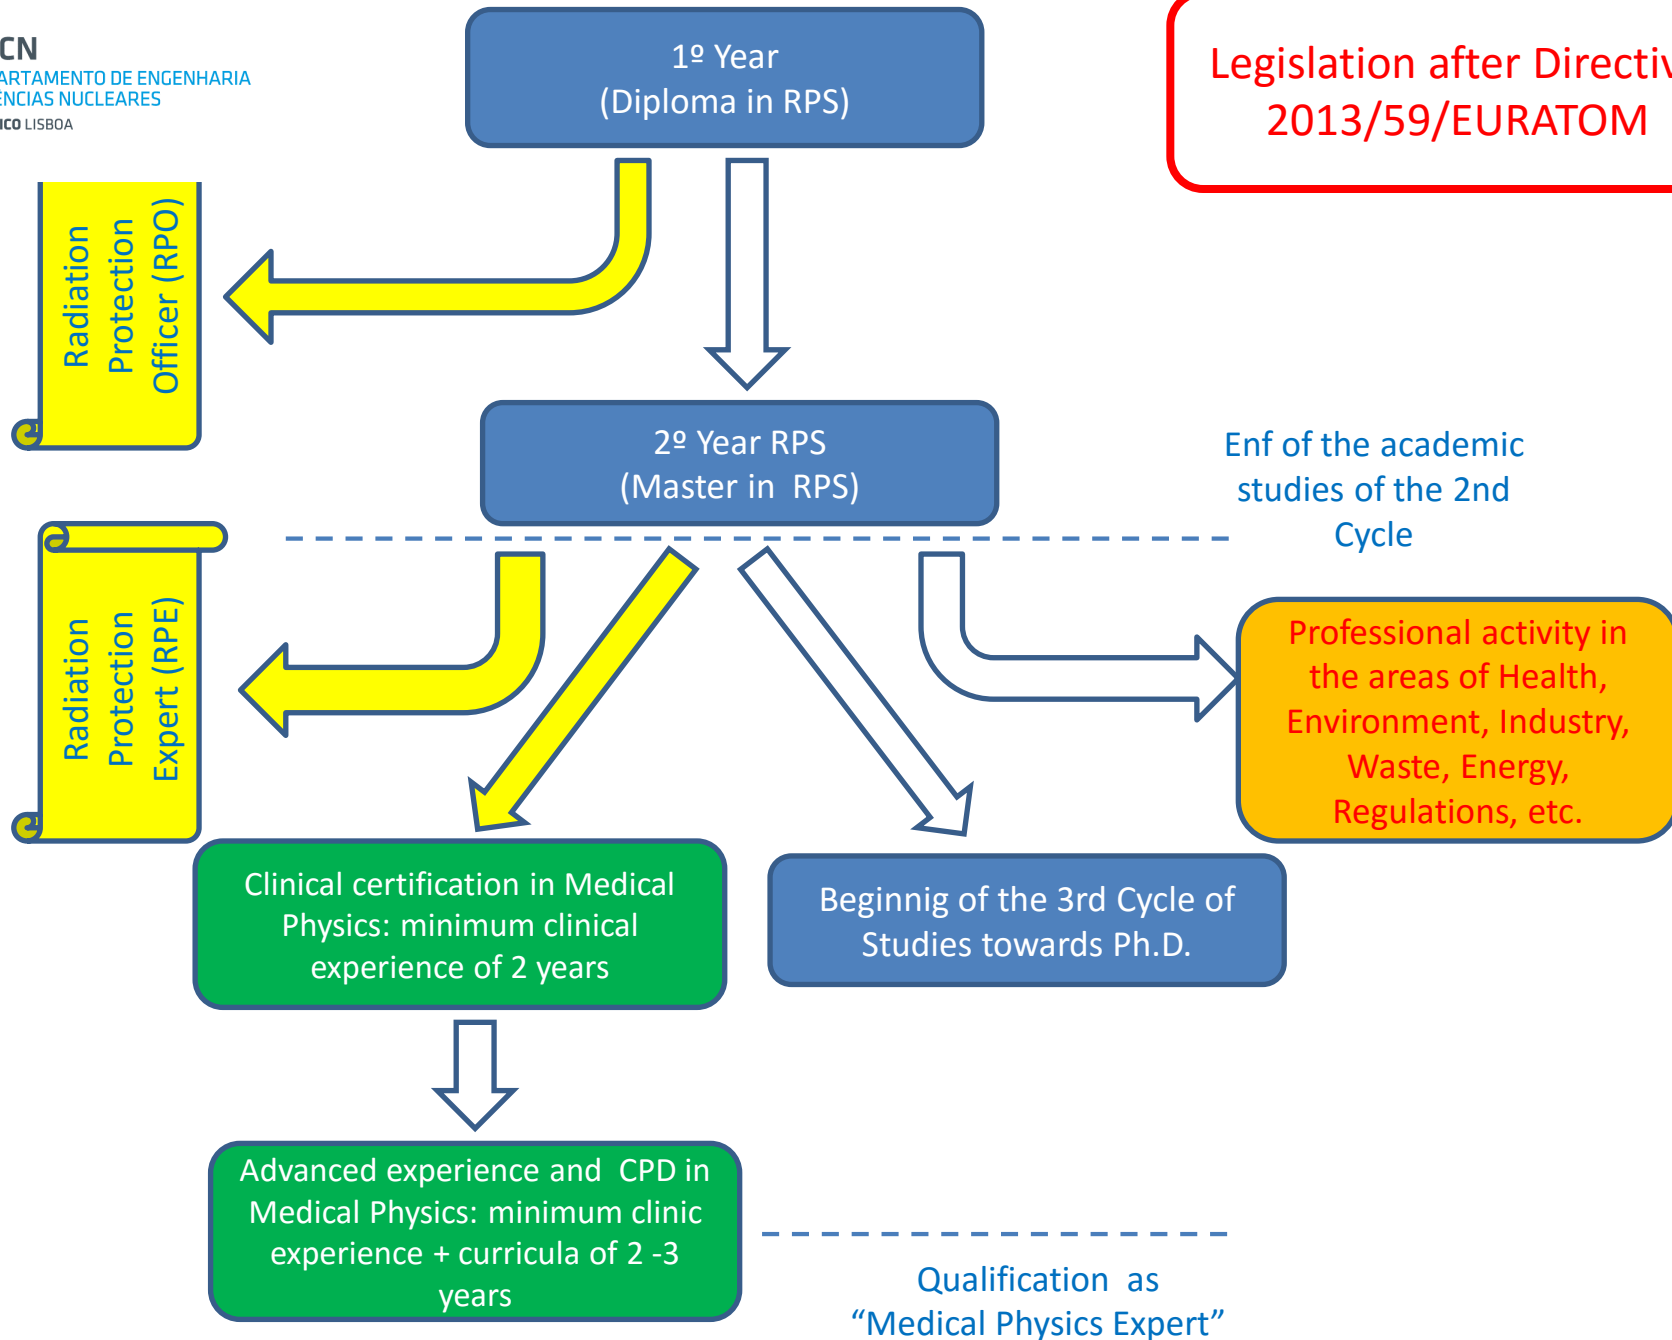 CN
ARTAMENTO DE ENGENHARIA
ÊNCIAS NUCLEARES
ICO LISBOA
1º Year
(Diploma in RPS)
Legislation after Directiv
2013/59/EURATOM
Radiation
Protection
Officer (RPO)
2º Year RPS
(Master in RPS)
Enf of the academic
studies of the 2nd
Cycle
Radiation
Protection
Expert (RPE)
Professional activity in
the areas of Health,
Environment, Industry,
Waste, Energy,
Regulations, etc.
Clinical certification in Medical
Physics: minimum clinical
experience of 2 years
Beginnig of the 3rd Cycle of
Studies towards Ph.D.
Advanced experience and CPD in
Medical Physics: minimum clinic
experience + curricula of 2 -3
years
Qualification as
“Medical Physics Expert”